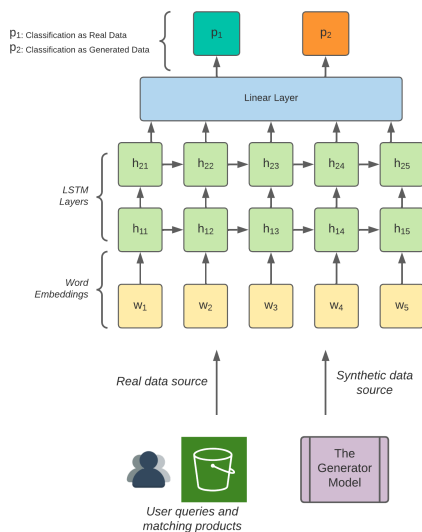 p1: Classification as Real Data
p2: Classification as Generated Data
p1
p2
Linear Layer
LSTM
Layers
h21
h22
h23
h24
h25
h11
h12
h13
h14
h15
Word
Embeddings
w1
w2
w3
w4
w5
Real data source
Synthetic data
source
The
Generator
Model
User queries and
matching products